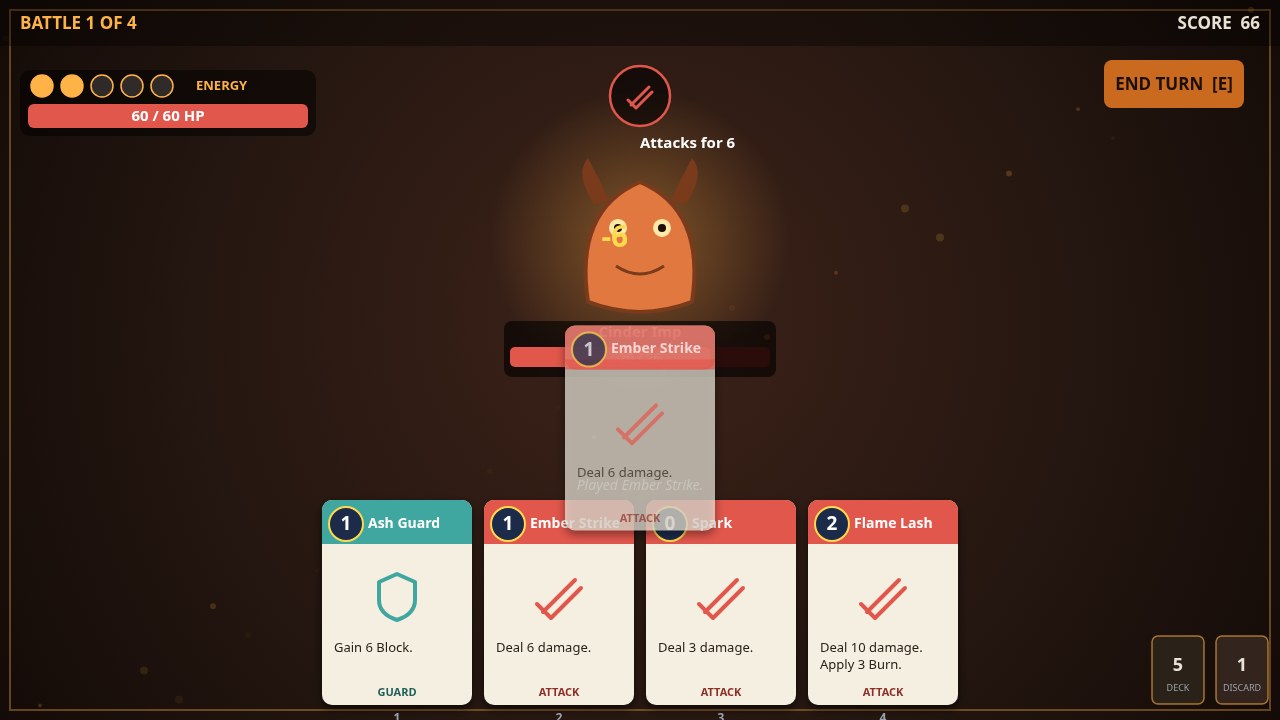 BATTLE 1 OF 4
SCORE 66
ENERGY
60 / 60 HP
END TURN [E]
Attacks for 6
-6
Cinder Imp
1 Ember Strike
Deal 6 damage.
Played Ember Strike.
ATTACK
1 Ash Guard
Gain 6 Block.
GUARD
1
1 Ember Strike
Deal 6 damage.
ATTACK
2
0 Spark
Deal 3 damage.
ATTACK
3
2 Flame Lash
Deal 10 damage.
Apply 3 Burn.
ATTACK
4
5
DECK
1
DISCARD